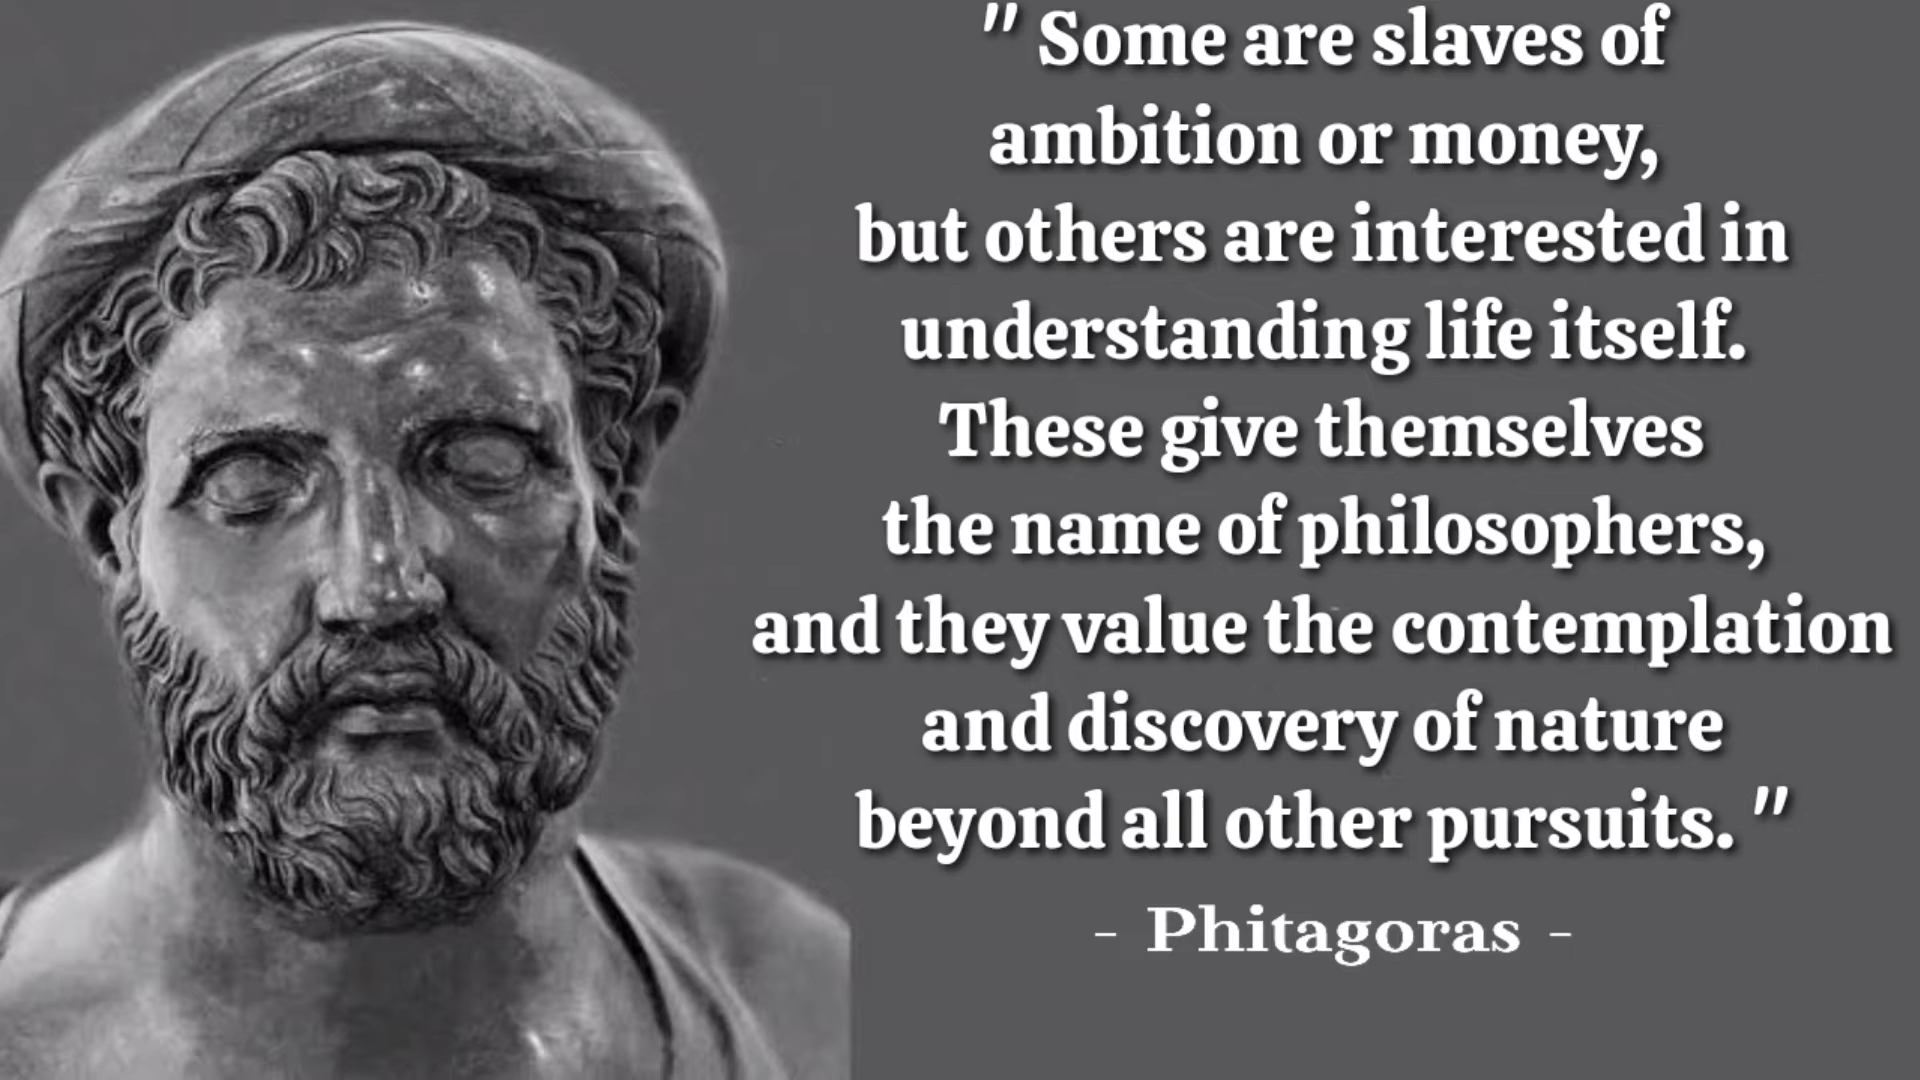 " Some are slaves of
ambition or money,
but others are interested in
understanding life itself.
These give themselves
the name of philosophers,
and they value the contemplation
and discovery of nature
beyond all other pursuits. "
- Phitagoras -